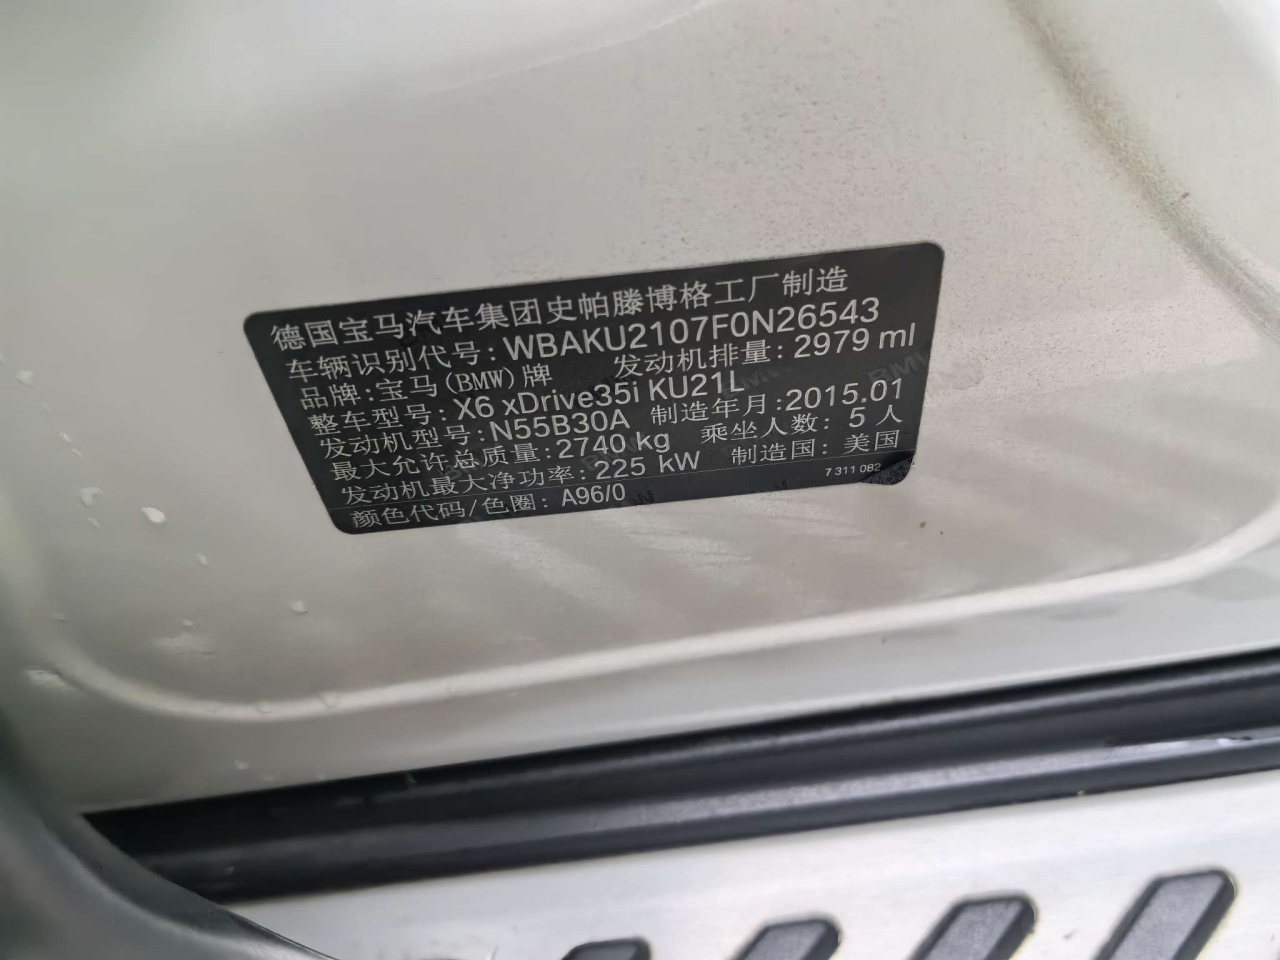 德国宝马汽车集团史帕滕博格工厂制造
车辆识别代号:WBAKU2107F0N26543
品牌:宝马(BMW)牌 发动机排量:2979 ml
整车型号:X6 xDrive35i KU21L
发动机型号:N55B30A 制造年月:2015.01
最大允许总质量:2740 kg 乘坐人数:5 人
发动机最大净功率:225 kW 制造国:美国
颜色代码/色圈:A96/0 7 311 082